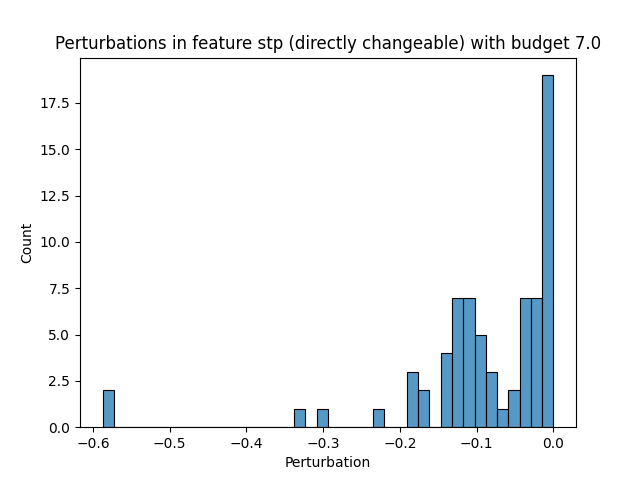 Perturbations in feature stp (directly changeable) with budget 7.0
17.5
15.0
12.5
10.0
7.5
5.0
2.5
0.0
Count
−0.6 −0.5 −0.4 −0.3 −0.2 −0.1 0.0
Perturbation